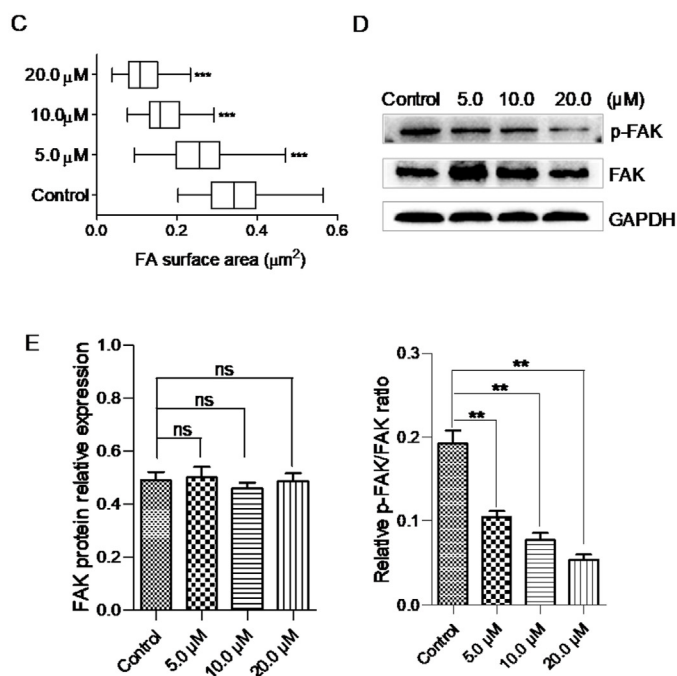 C
20.0 μM
***
10.0μM
***
5.0 μM
***
Control
0.0 0.2 0.4 0.6
FA surface area (μm²)
D
Control 5.0 10.0 20.0 (μM)
p-FAK
FAK
GAPDH
E
FAK protein relative expression
1.0
0.8
0.6
0.4
0.2
0.0
ns
ns
ns
Control 5.0 μM 10.0 μM 20.0 μM
Relative p-FAK/FAK ratio
0.3
0.2
0.1
0.0
**
**
**
Control 5.0 μM 10.0 μM 20.0 μM